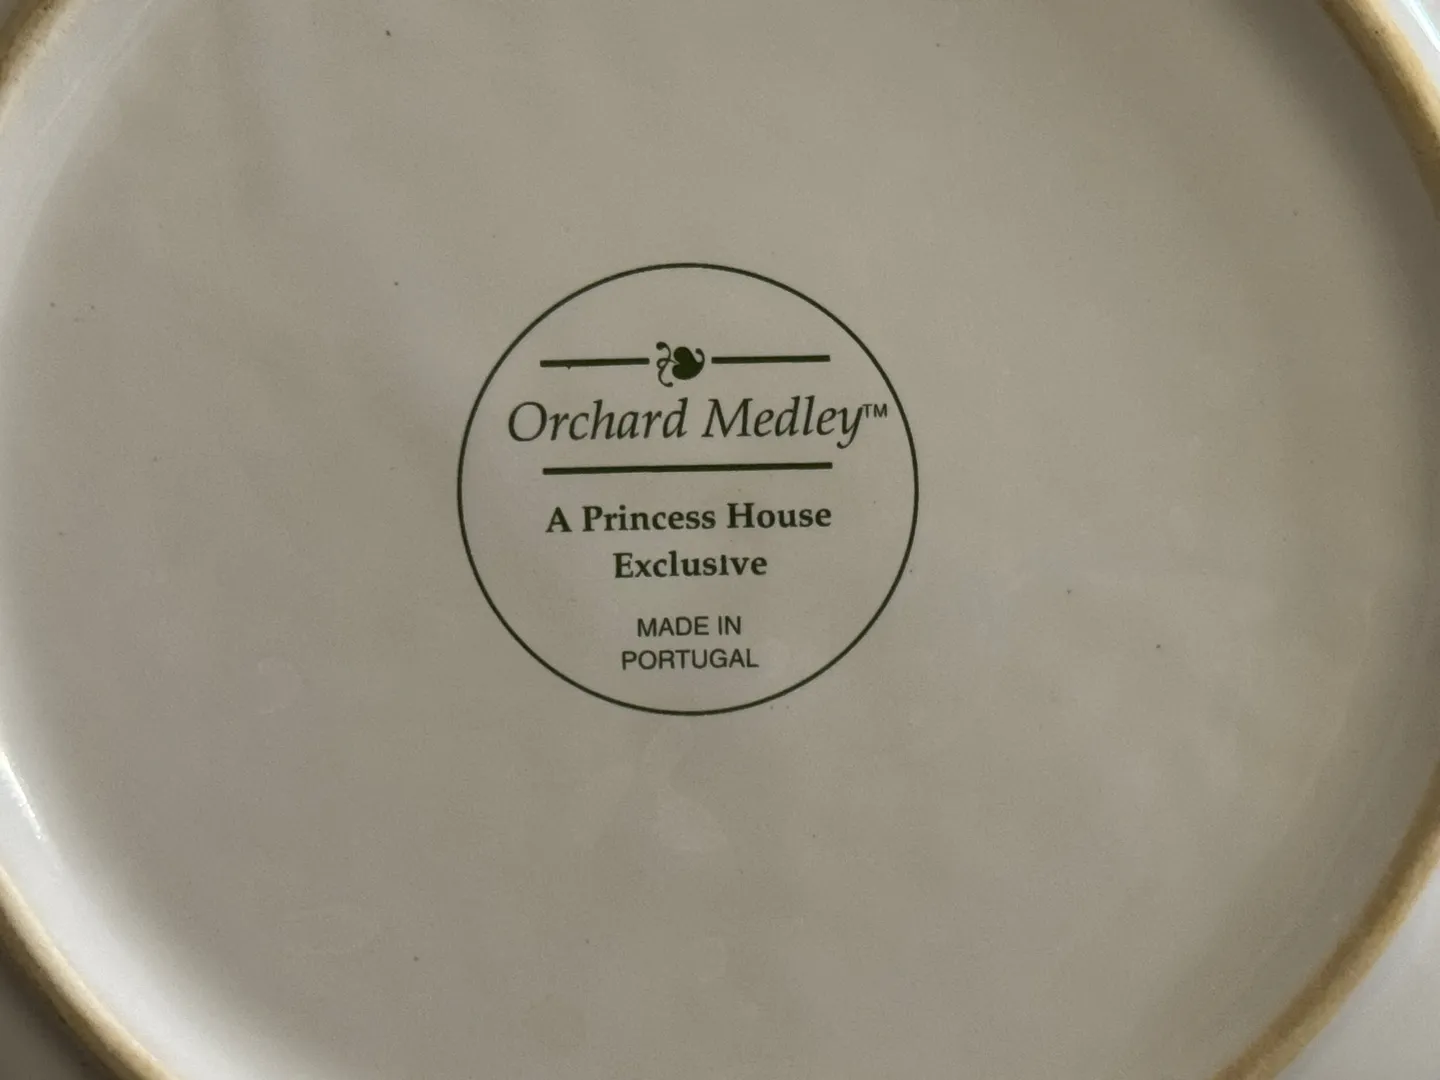 Orchard Medley™
A Princess House
Exclusive
MADE IN
PORTUGAL